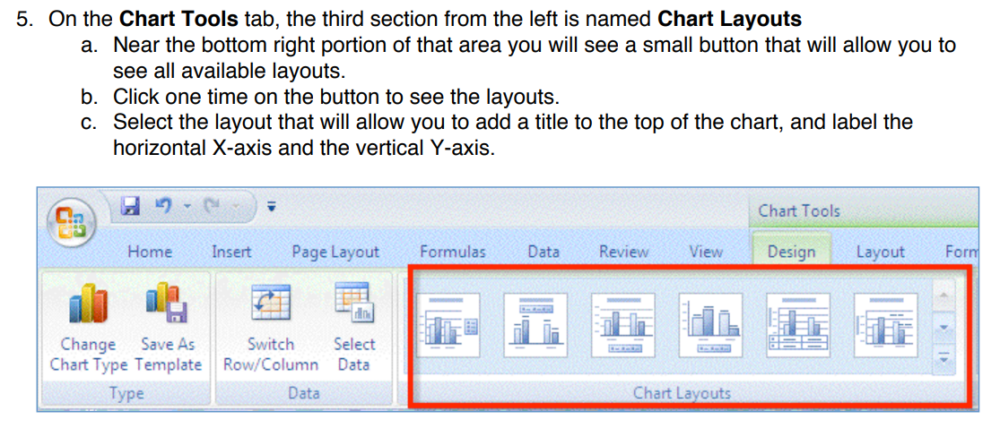 5. On the Chart Tools tab, the third section from the left is named Chart Layouts
a. Near the bottom right portion of that area you will see a small button that will allow you to
see all available layouts.
b. Click one time on the button to see the layouts.
c. Select the layout that will allow you to add a title to the top of the chart, and label the
horizontal X-axis and the vertical Y-axis.
Chart Tools
Home Insert Page Layout Formulas Data Review View Design Layout Form
Change Save As Switch Select
Chart Type Template Row/Column Data
Type Data Chart Layouts